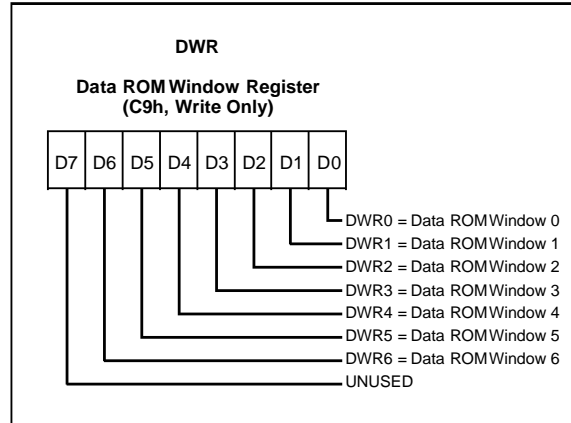 DWR
Data ROM Window Register
(C9h, Write Only)
D7 D6 D5 D4 D3 D2 D1 D0
DWR0 = Data ROM Window 0
DWR1 = Data ROM Window 1
DWR2 = Data ROM Window 2
DWR3 = Data ROM Window 3
DWR4 = Data ROM Window 4
DWR5 = Data ROM Window 5
DWR6 = Data ROM Window 6
UNUSED